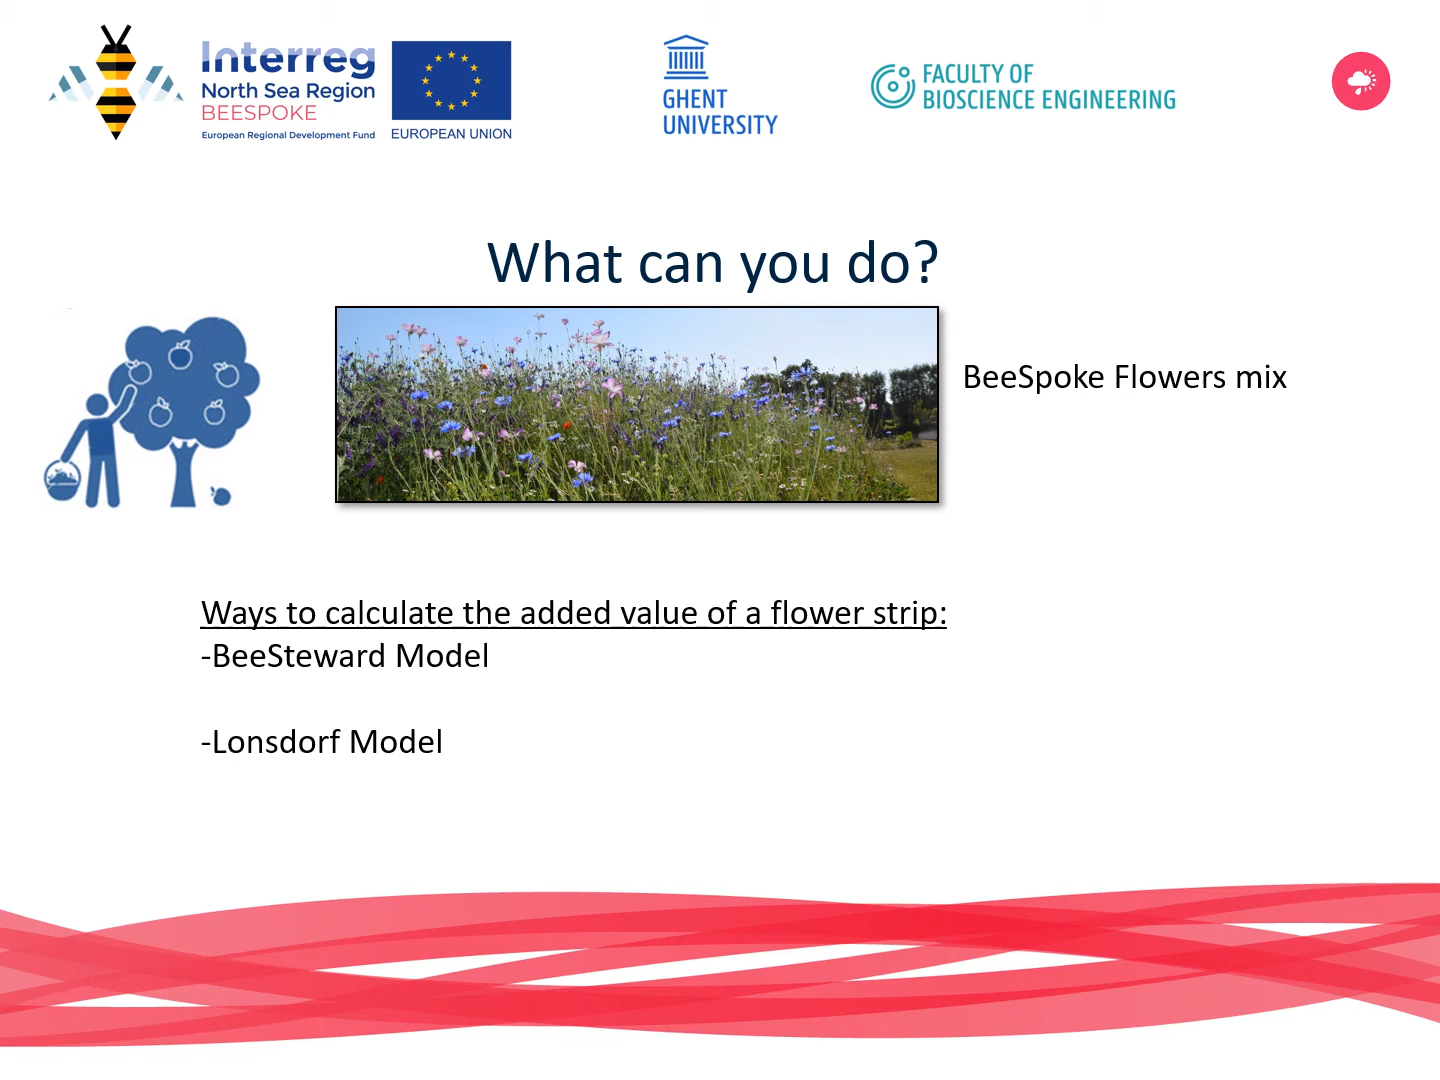 Interreg
North Sea Region
BEESPOKE
European Regional Development Fund
EUROPEAN UNION
GHENT
UNIVERSITY
FACULTY OF
BIOSCIENCE ENGINEERING
What can you do?
BeeSpoke Flowers mix
Ways to calculate the added value of a flower strip:
-BeeSteward Model
-Lonsdorf Model